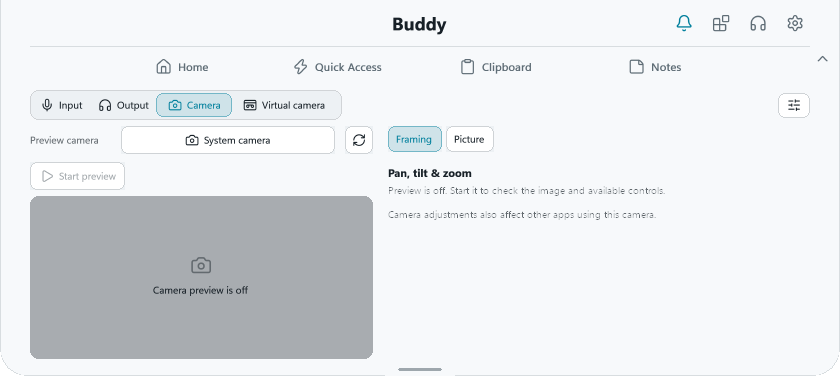 Buddy
Home
Quick Access
Clipboard
Notes
Input
Output
Camera
Virtual camera
Preview camera
System camera
Framing
Picture
Start preview
Pan, tilt & zoom
Preview is off. Start it to check the image and available controls.
Camera adjustments also affect other apps using this camera.
Camera preview is off